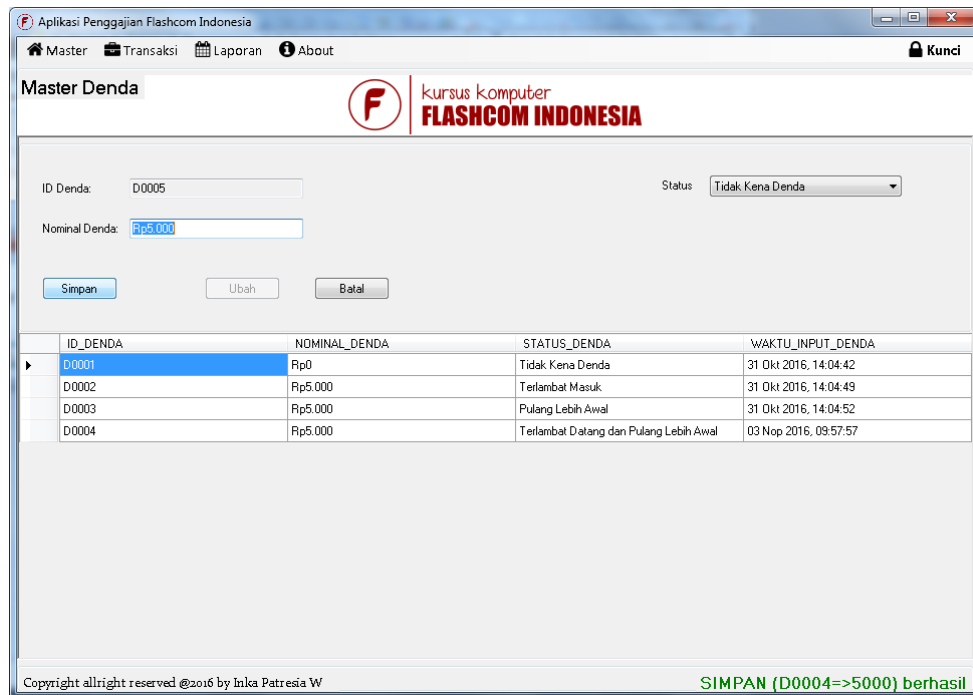 Aplikasi Penggajian Flashcom Indonesia
Master Transaksi Laporan About Kunci
Master Denda
F
kursus komputer
FLASHCOM INDONESIA
ID Denda: D0005 Status Tidak Kena Denda
Nominal Denda: Rp5.000
Simpan Ubah Batal
ID_DENDA NOMINAL_DENDA STATUS_DENDA WAKTU_INPUT_DENDA
D0001 Rp0 Tidak Kena Denda 31 Okt 2016, 14:04:42
D0002 Rp5.000 Terlambat Masuk 31 Okt 2016, 14:04:49
D0003 Rp5.000 Pulang Lebih Awal 31 Okt 2016, 14:04:52
D0004 Rp5.000 Terlambat Datang dan Pulang Lebih Awal 03 Nop 2016, 09:57:57
Copyright allright reserved @2016 by Inka Patresia W SIMPAN (D0004=>5000) berhasil